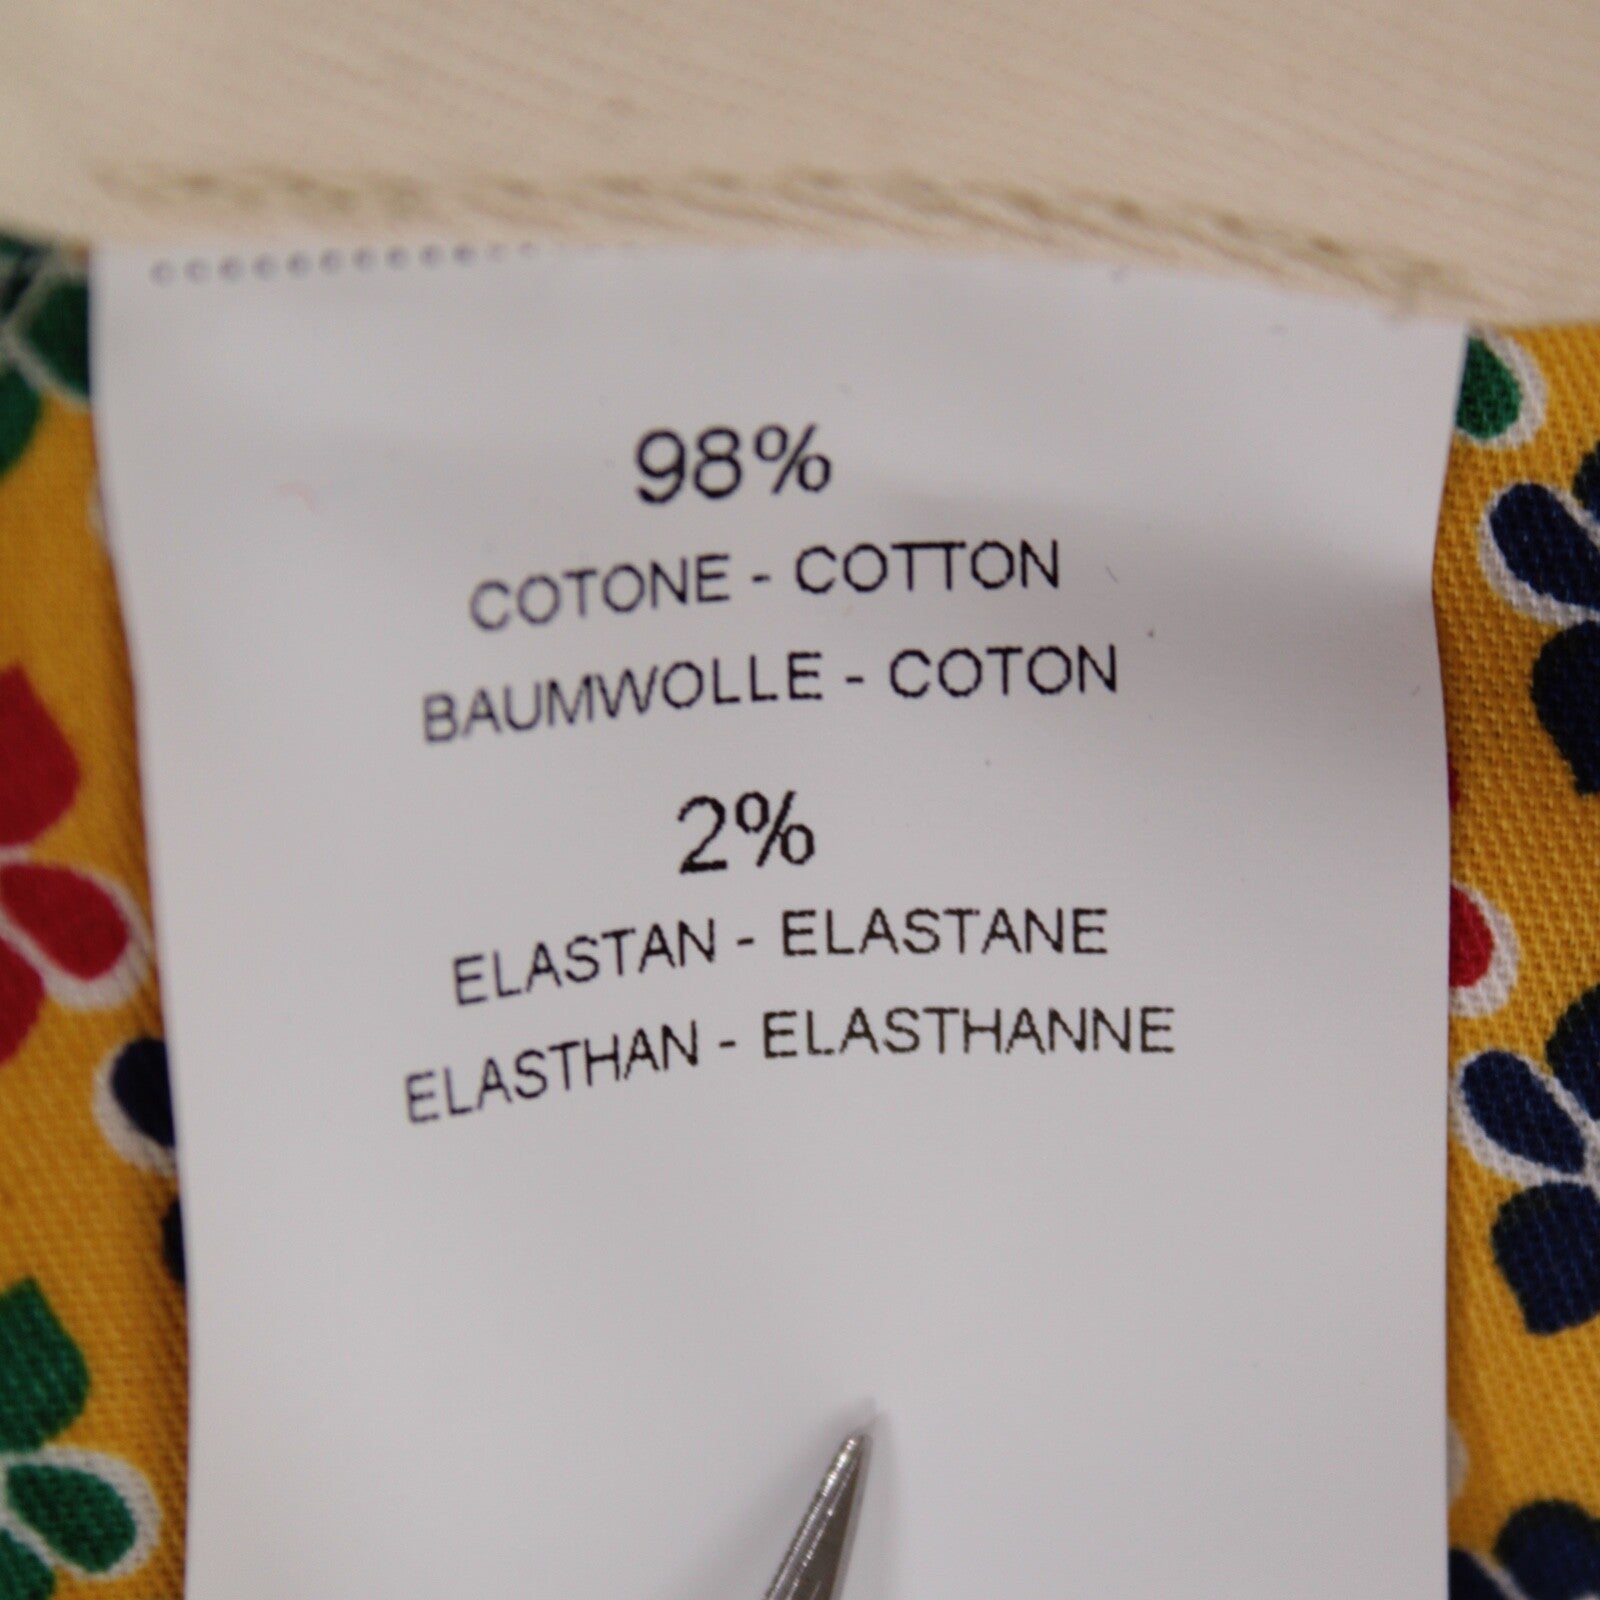 98%
COTONE - COTTON
BAUMWOLLE - COTON
2%
ELASTAN - ELASTANE
ELASTHAN - ELASTHANNE